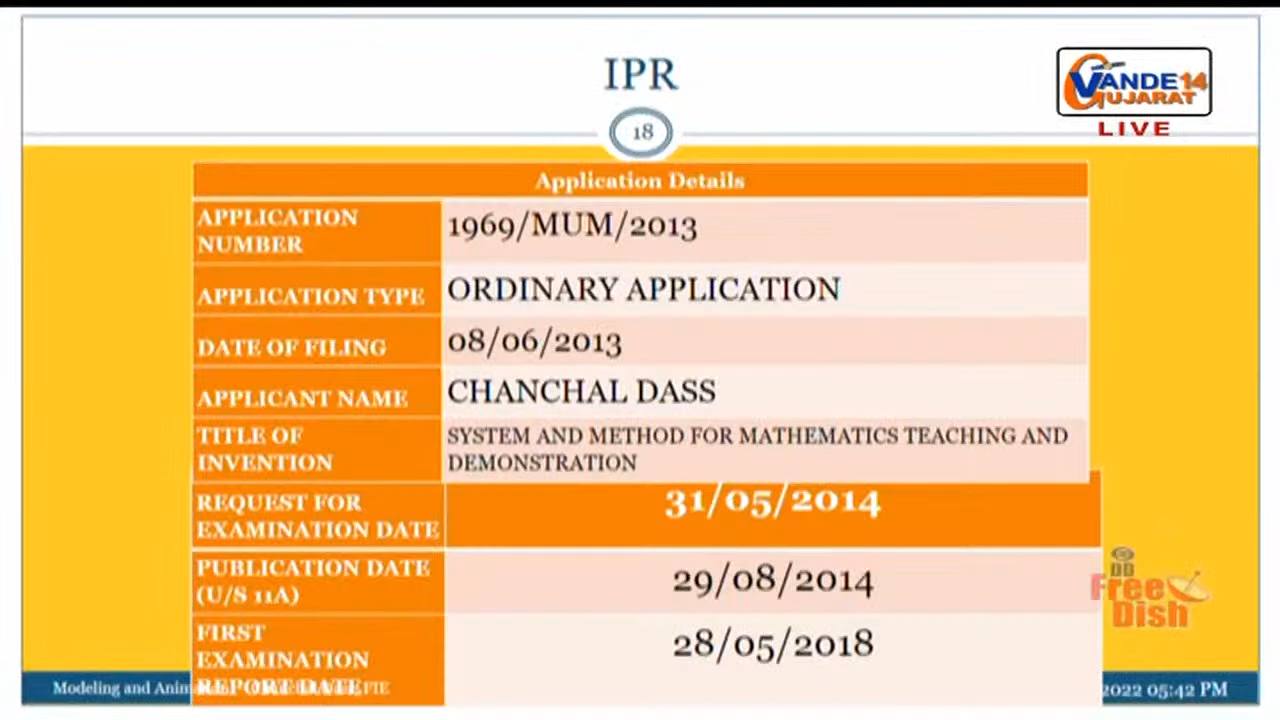 IPR
VANDE 14
GUJARAT
LIVE
18
Application Details
APPLICATION
NUMBER
1969/MUM/2013
APPLICATION TYPE
ORDINARY APPLICATION
DATE OF FILING
08/06/2013
APPLICANT NAME
CHANCHAL DASS
TITLE OF
INVENTION
SYSTEM AND METHOD FOR MATHEMATICS TEACHING AND
DEMONSTRATION
REQUEST FOR
EXAMINATION DATE
31/05/2014
PUBLICATION DATE
(U/S 11A)
29/08/2014
FIRST
EXAMINATION
REPORT DATE
28/05/2018
DD
Free
Dish
Modeling and
2022 05:42 PM